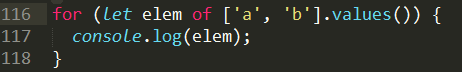 116 for (let elem of ['a', 'b'].values()) {
117   console.log(elem);
118 }